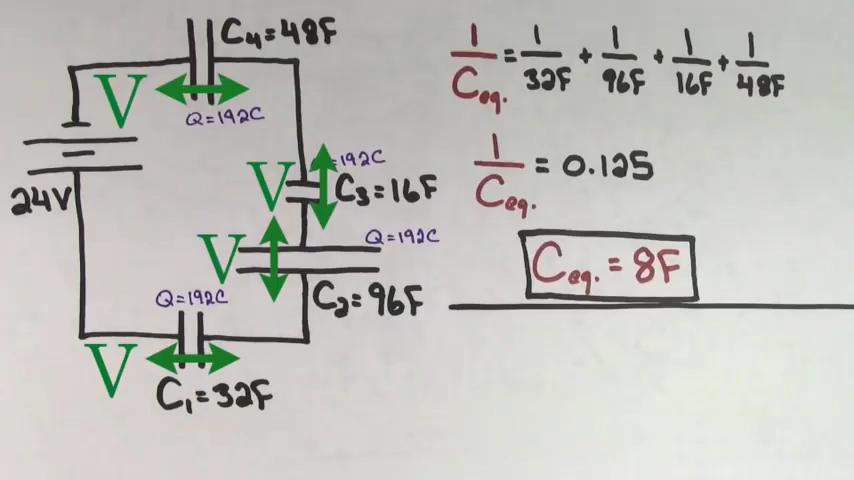 C4=48F
V
Q=192C
24V
V
=192C
C3=16F
V
Q=192C
C2=96F
Q=192C
V
C1=32F
1/Ceq. = 1/32F + 1/96F + 1/16F + 1/48F
1/Ceq. = 0.125
Ceq. = 8F